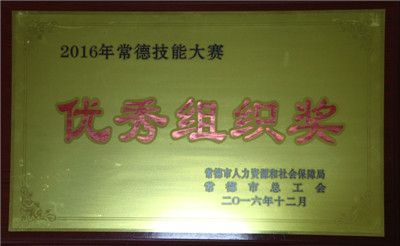 2016年常德技能大赛
优秀组织奖
常德市人力资源和社会保障局
常德市总工会
二〇一六年十二月